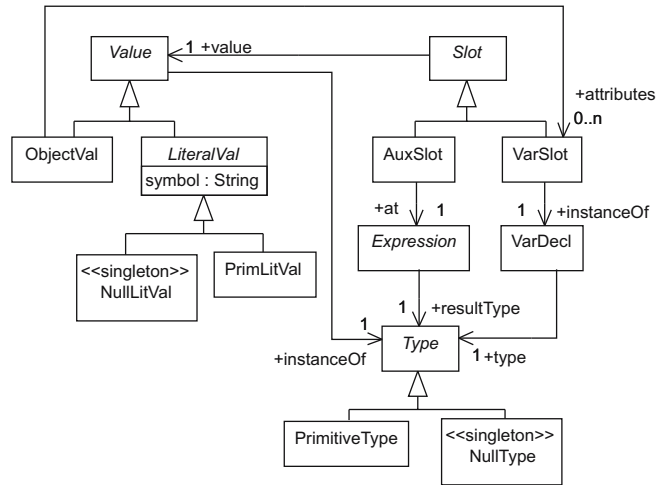 Value
1 +value
Slot
+attributes
0..n
ObjectVal
LiteralVal
symbol : String
AuxSlot
VarSlot
+at 1
1 +instanceOf
<<singleton>>
NullLitVal
PrimLitVal
Expression
VarDecl
1 +resultType
1
+instanceOf
Type
1 +type
PrimitiveType
<<singleton>>
NullType